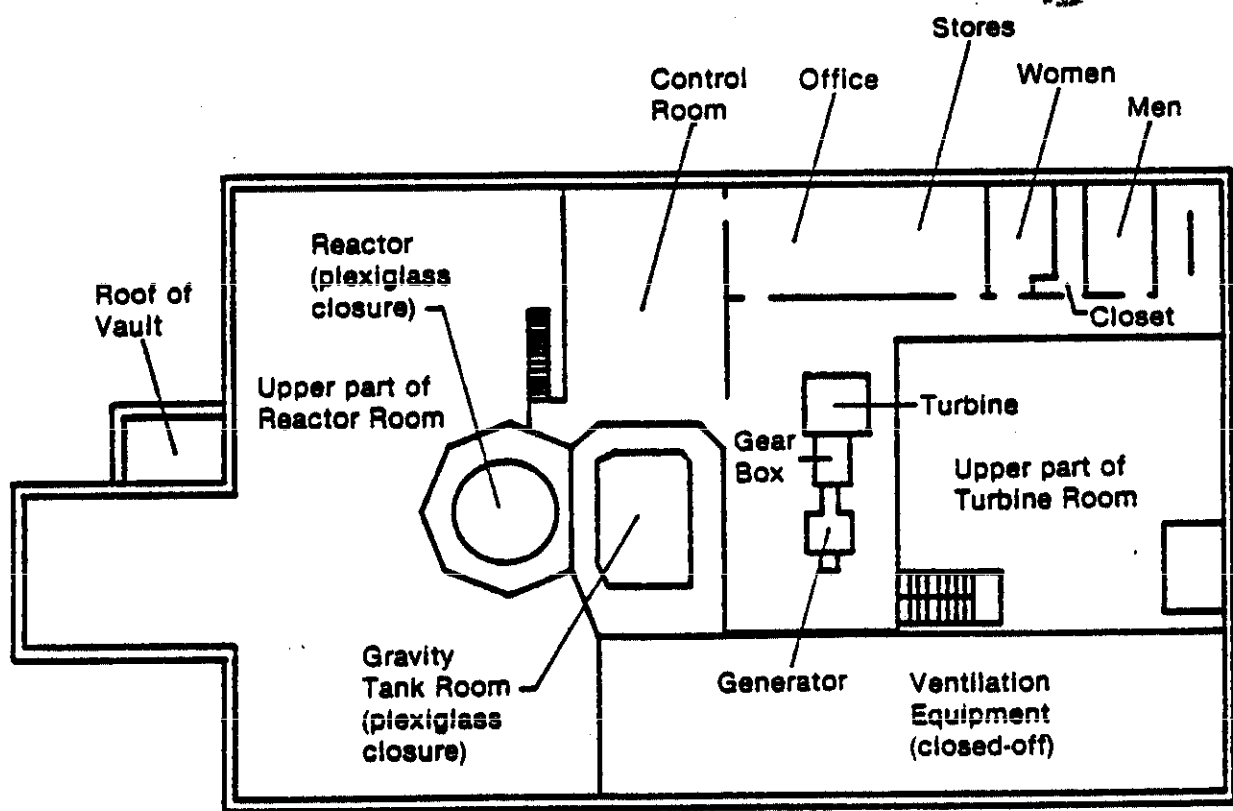 Stores
Control
Room
Office
Women
Men
Reactor
(plexiglass
closure)
Roof of
Vault
Closet
Upper part of
Reactor Room
Turbine
Gear
Box
Upper part of
Turbine Room
Gravity
Tank Room
(plexiglass
closure)
Generator
Ventilation
Equipment
(closed-off)